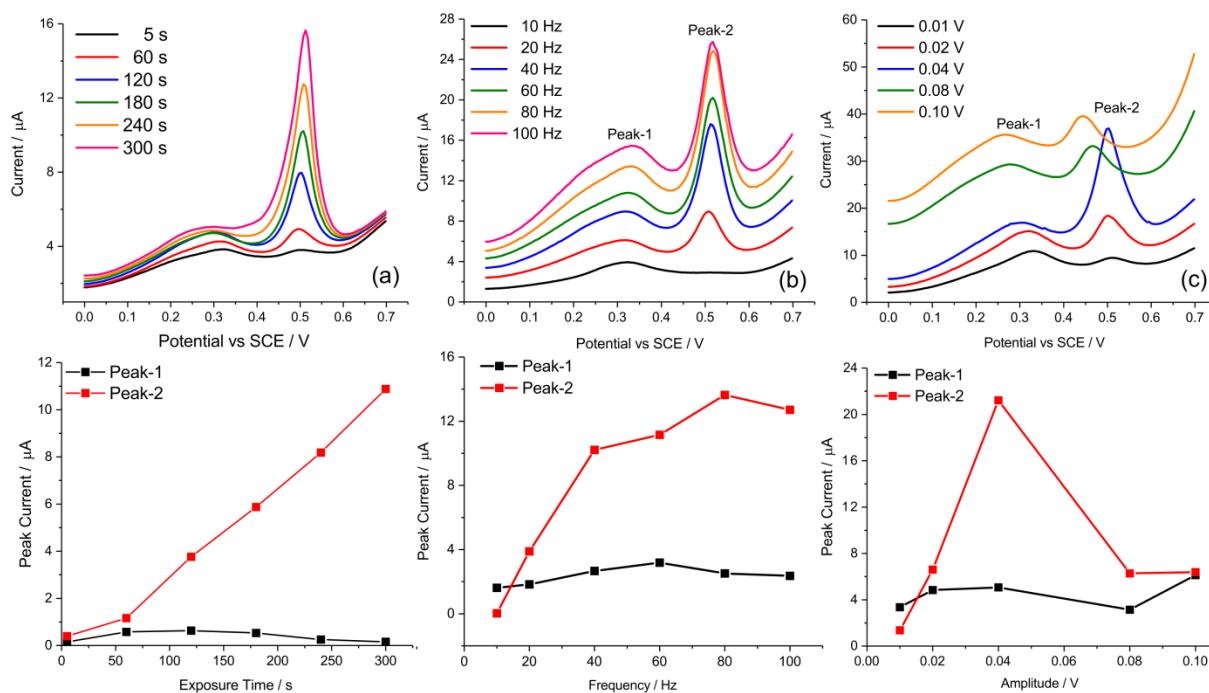 16
12
8
4
Current / μA
5 s
60 s
120 s
180 s
240 s
300 s
(a)
0.0 0.1 0.2 0.3 0.4 0.5 0.6 0.7
Potential vs SCE / V
28
24
20
16
12
8
4
0
Current / μA
10 Hz
20 Hz
40 Hz
60 Hz
80 Hz
100 Hz
Peak-1
Peak-2
(b)
0.0 0.1 0.2 0.3 0.4 0.5 0.6 0.7
Potential vs SCE / V
60
50
40
30
20
10
0
Current / μA
0.01 V
0.02 V
0.04 V
0.08 V
0.10 V
Peak-1
Peak-2
(c)
0.0 0.1 0.2 0.3 0.4 0.5 0.6 0.7
Potential vs SCE / V
12
10
8
6
4
2
0
Peak Current / μA
Peak-1
Peak-2
0 50 100 150 200 250 300
Exposure Time / s
16
12
8
4
0
Peak Current / μA
Peak-1
Peak-2
0 20 40 60 80 100
Frequency / Hz
24
20
16
12
8
4
0
Peak Current / μA
Peak-1
Peak-2
0.00 0.02 0.04 0.06 0.08 0.10
Amplitude / V